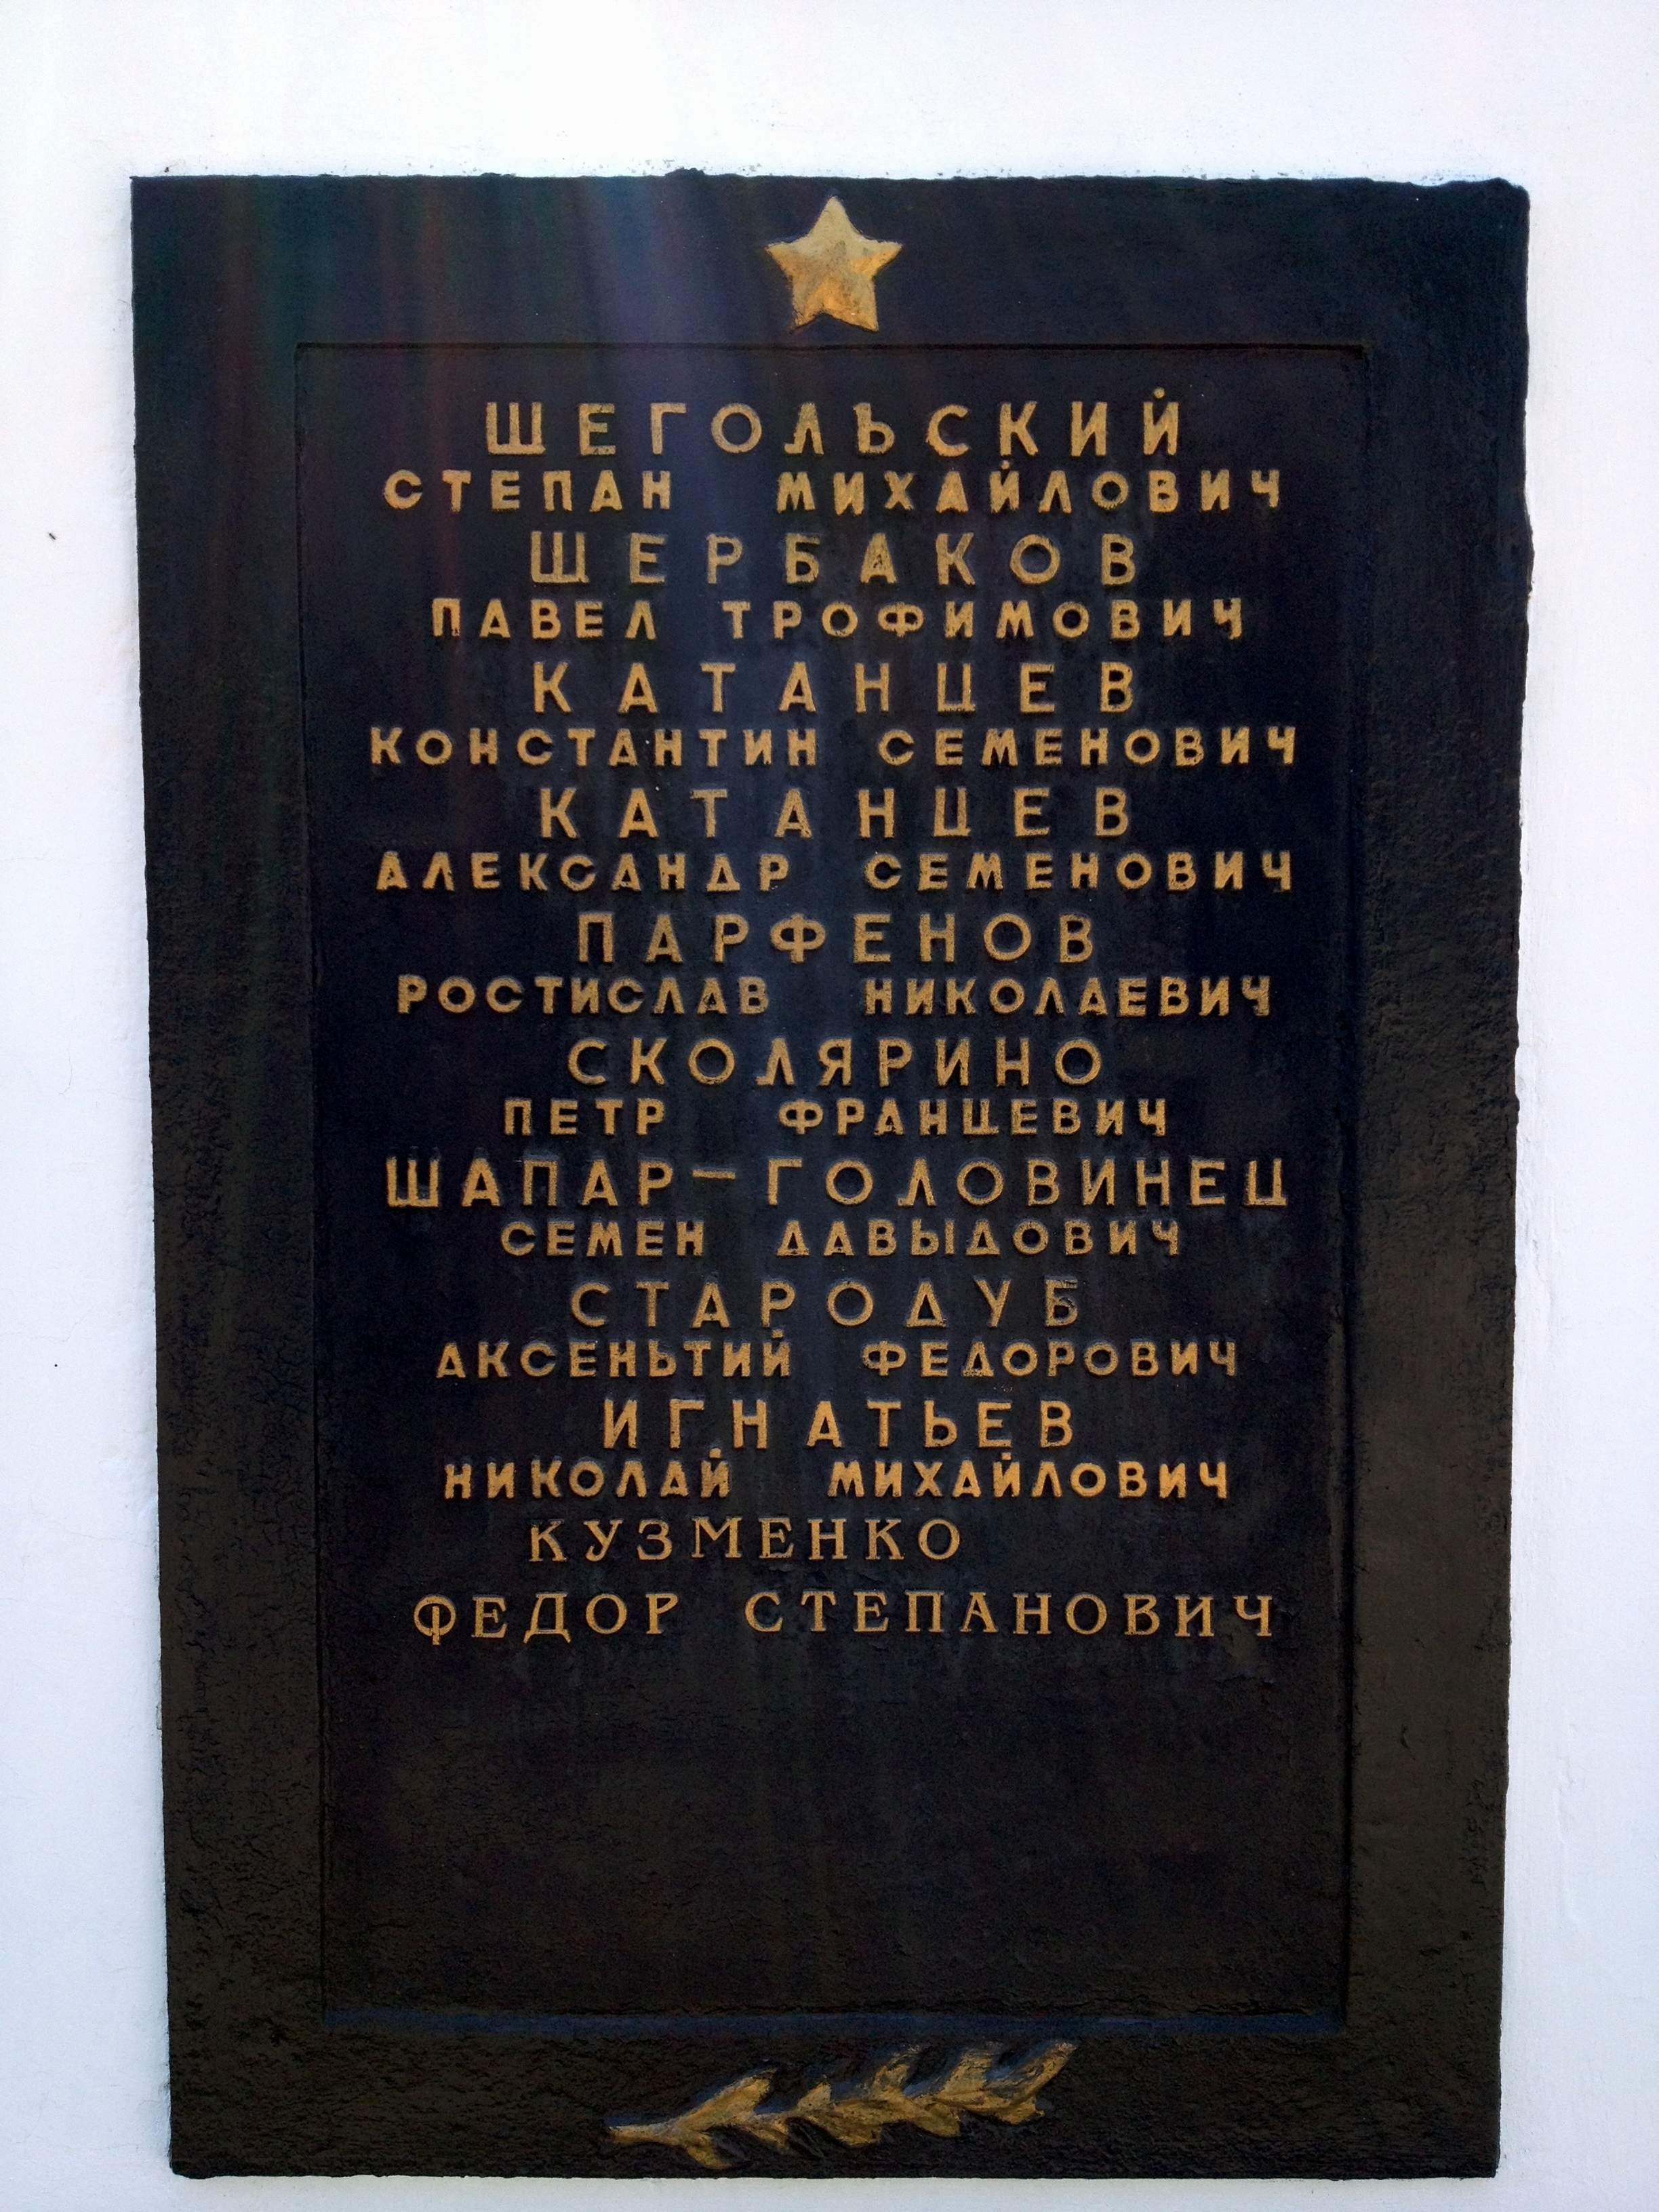 ШЕГОЛЬСКИЙ
СТЕПАН МИХАЙЛОВИЧ
ШЕРБАКОВ
ПАВЕЛ ТРОФИМОВИЧ
КАТАНЦЕВ
КОНСТАНТИН СЕМЕНОВИЧ
КАТАНЦЕВ
АЛЕКСАНДР СЕМЕНОВИЧ
ПАРФЕНОВ
РОСТИСЛАВ НИКОЛАЕВИЧ
СКОЛЯРИНО
ПЕТР ФРАНЦЕВИЧ
ШАПАР-ГОЛОВИНЕЦ
СЕМЕН ДАВЫДОВИЧ
СТАРОДУБ
АКСЕНЬТИЙ ФЕДОРОВИЧ
ИГНАТЬЕВ
НИКОЛАЙ МИХАЙЛОВИЧ
КУЗМЕНКО
ФЕДОР СТЕПАНОВИЧ